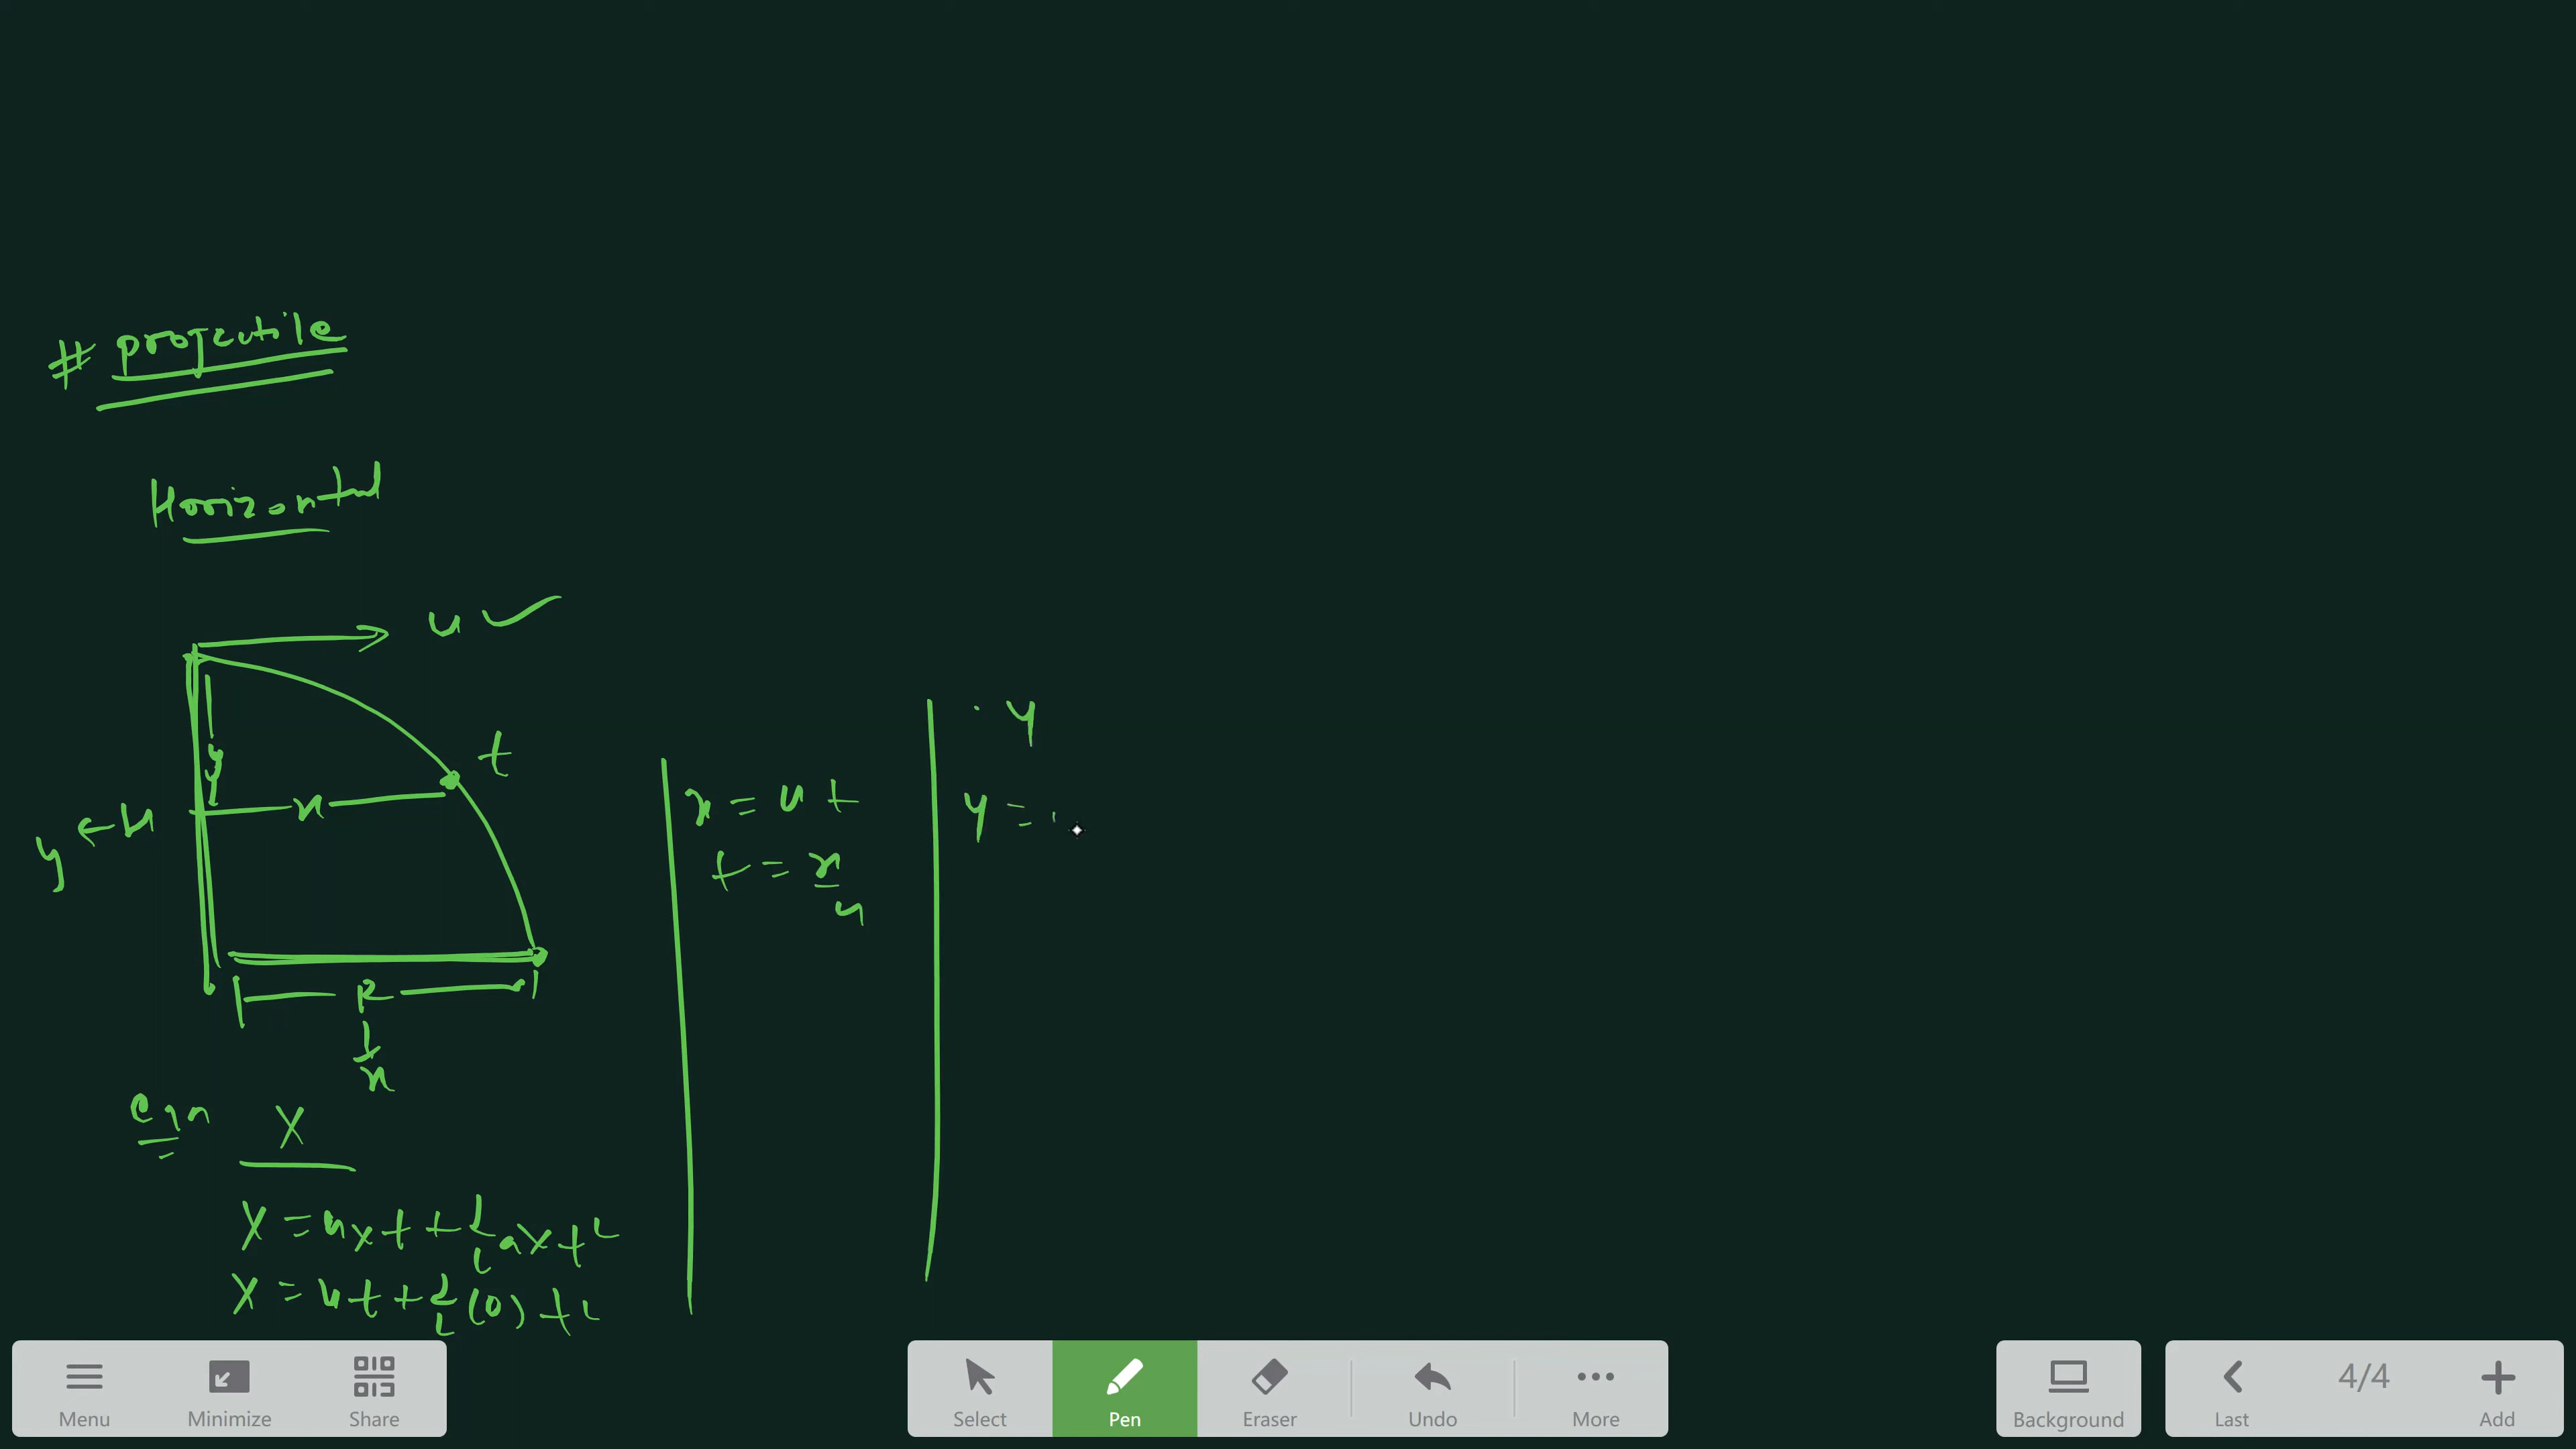 # projectile
Horizontal
u
y
t
x
y ← H
R
x
eqn X
X = uxt + 1/2 axt²
X = ut + 1/2 (0) t²
x = ut
t = x/u
Y
y =
Menu
Minimize
Share
Select
Pen
Eraser
Undo
More
Background
Last
4/4
Add